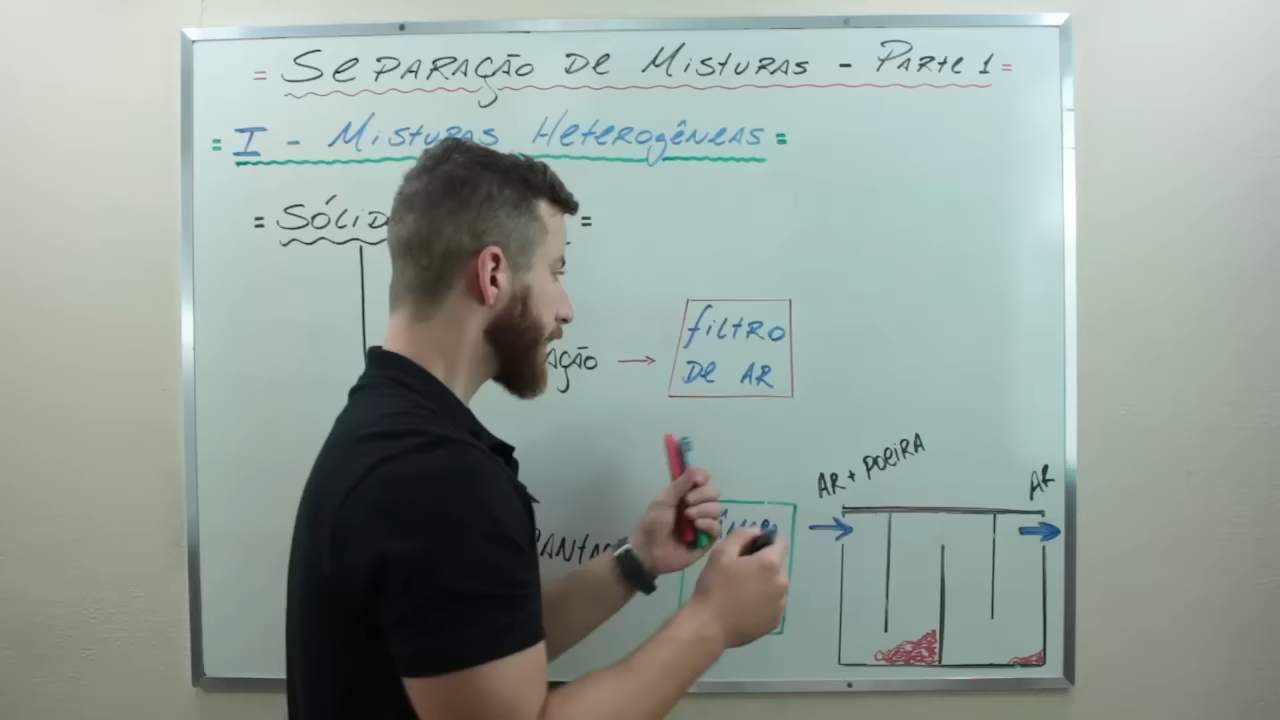 = SEPARAÇÃO DE MISTURAS - PARTE 1 =
= I - MISTURAS HETEROGÊNEAS =
= SÓLID =
AÇÃO → FILTRO
DE AR
AR + POEIRA
AR